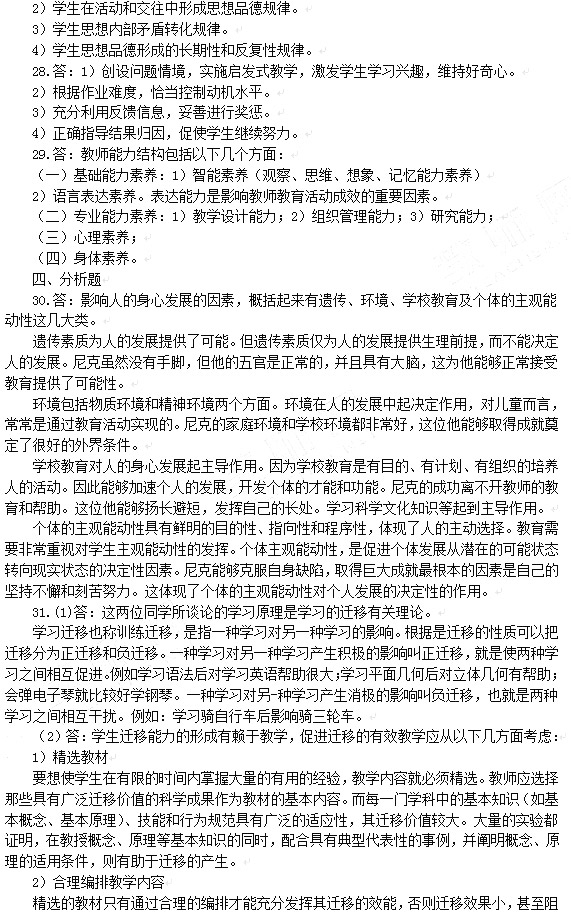 2）学生在活动和交往中形成思想品德规律。
3）学生思想内部矛盾转化规律。
4）学生思想品德形成的长期性和反复性规律。
28.答：1）创设问题情境，实施启发式教学，激发学生学习兴趣，维持好奇心。
2）根据作业难度，恰当控制动机水平。
3）充分利用反馈信息，妥善进行奖惩。
4）正确指导结果归因，促使学生继续努力。
29.答：教师能力结构包括以下几个方面：
（一）基础能力素养：1）智能素养（观察、思维、想象、记忆能力素养）
2）语言表达素养。表达能力是影响教师教育活动成效的重要因素。
（二）专业能力素养：1）教学设计能力；2）组织管理能力；3）研究能力；
（三）心理素养；
（四）身体素养。
四、分析题
30.答：影响人的身心发展的因素，概括起来有遗传、环境、学校教育及个体的主观能
动性这几大类。
遗传素质为人的发展提供了可能。但遗传素质仅为人的发展提供生理前提，而不能决定
人的发展。尼克虽然没有手脚，但他的五官是正常的，并且具有大脑，这为他能够正常接受
教育提供了可能性。
环境包括物质环境和精神环境两个方面。环境在人的发展中起决定作用，对儿童而言，
常常是通过教育活动实现的。尼克的家庭环境和学校环境都非常好，这位他能够取得成就奠
定了很好的外界条件。
学校教育对人的身心发展起主导作用。因为学校教育是有目的、有计划、有组织的培养
人的活动。因此能够加速个人的发展，开发个体的才能和功能。尼克的成功离不开教师的教育
和帮助。这位他能够扬长避短，发挥自己的长处。学习科学文化知识等起到主导作用。
个体的主观能动性具有鲜明的目的性、指向性和程序性，体现了人的主动选择。教育需
要非常重视对学生主观能动性的发挥。个体主观能动性，是促进个体发展从潜在的可能状态
转向现实状态的决定性因素。尼克能够克服自身缺陷，取得巨大成就最根本的因素是自己的
坚持不懈和刻苦努力。这体现了个体的主观能动性对个人发展的决定性的作用。
31.(1)答：这两位同学所谈论的学习原理是学习的迁移有关理论。
学习迁移也称训练迁移，是指一种学习对另一种学习的影响。根据是迁移的性质可以把
迁移分为正迁移和负迁移。一种学习对另一种学习产生积极的影响叫正迁移，就是使两种学
习之间相互促进。例如学习语法后对学习英语帮助很大；学习平面几何后对立体几何有帮助；
会弹电子琴就比较好学钢琴。一种学习对另-种学习产生消极的影响叫负迁移，也就是两种
学习之间相互干扰。例如：学习骑自行车后影响骑三轮车。
（2）答：学生迁移能力的形成有赖于教学，促进迁移的有效教学应从以下几方面考虑：
1）精选教材
要想使学生在有限的时间内掌握大量的有用的经验，教学内容就必须精选。教师应选择
那些具有广泛迁移价值的科学成果作为教材的基本内容。而每一门学科中的基本知识（如基
本概念、基本原理）、技能和行为规范具有广泛的适应性，其迁移价值较大。大量的实验都
证明，在教授概念、原理等基本知识的同时，配合具有典型代表性的事例，并阐明概念、原
理的适用条件，则有助于迁移的产生。
2）合理编排教学内容
精选的教材只有通过合理的编排才能充分发挥其迁移的效能，否则迁移效果小，甚至阻